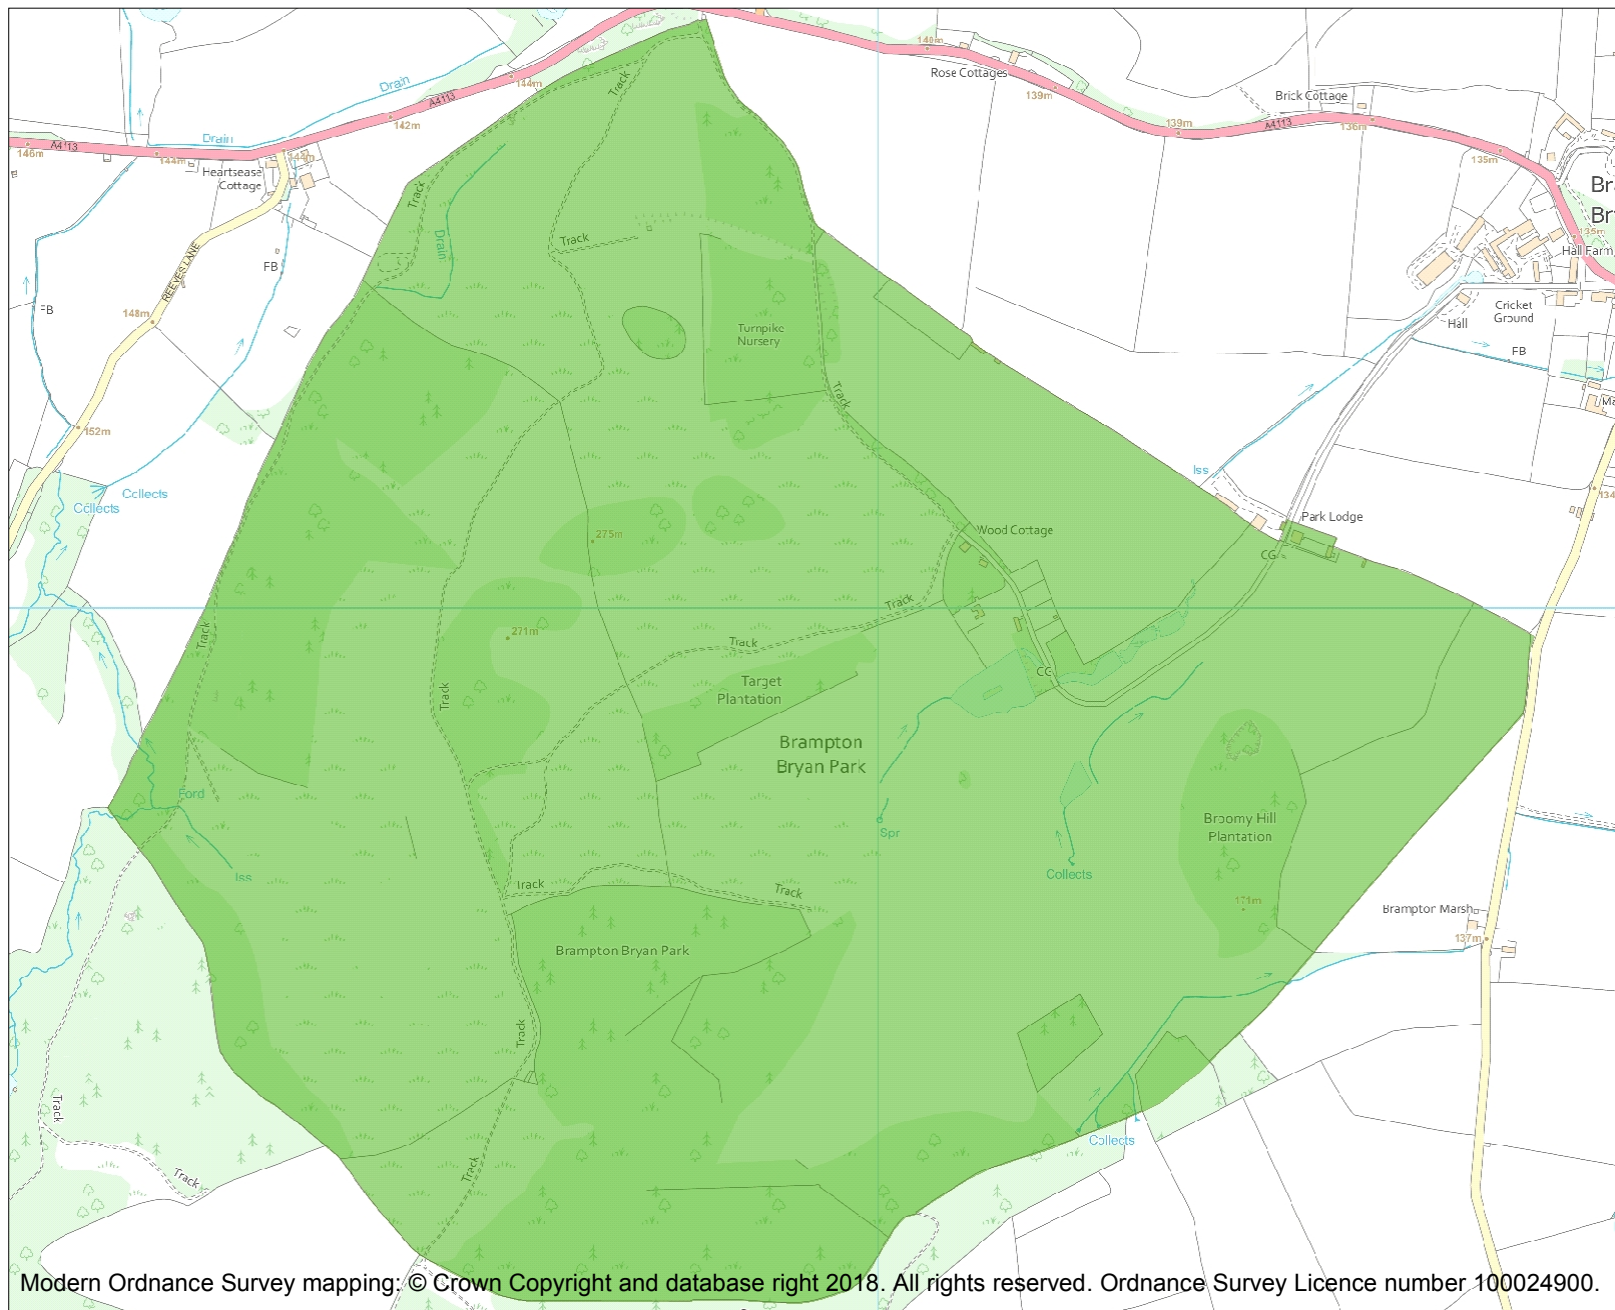 Drain
144m
A4113
142m
Drain
A4113
146m
144m
144m
Heartsease
Cottage
Track
140m
Rose Cottages
139m
Brick Cottage
139m
A4113
136m
135m
Track
Drain
Track
REEVES LANE
FB
FB
148m
135m
Hall Farm
Cricket
Ground
Hall
FB
Turnpike
Nursery
Track
152m
Collects
Collects
Iss
134
275m
Wood Cottage
Park Lodge
CG
Track
Track
271m
Track
Track
Target
Plantation
CG
Brampton
Bryan Park
Ford
Iss
Spr
Collects
Broomy Hill
Plantation
171m
Track
Track
Brampton Marsh
137m
Brampton Bryan Park
Track
Track
Track
Track
Collects
Modern Ordnance Survey mapping: © Crown Copyright and database right 2018. All rights reserved. Ordnance Survey Licence number 100024900.